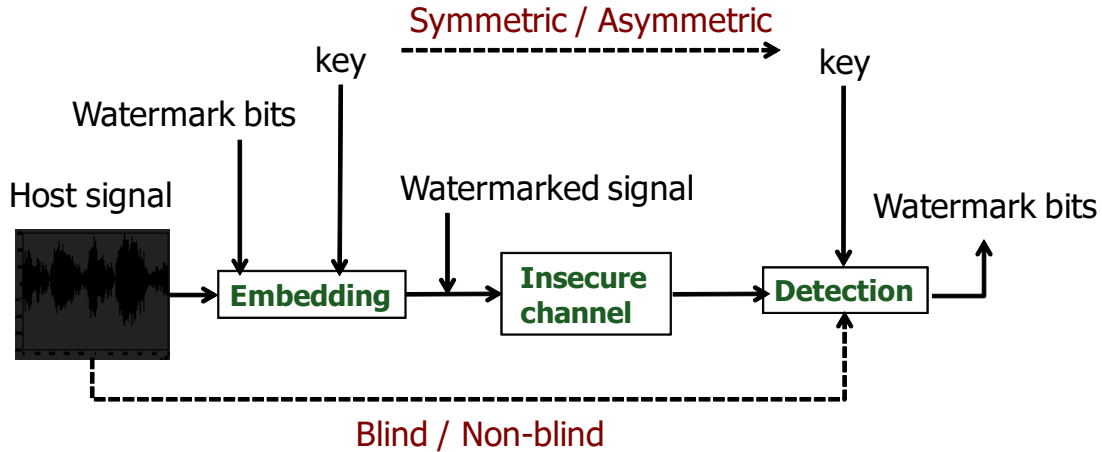 Symmetric / Asymmetric
key
key
Watermark bits
Host signal
Watermarked signal
Watermark bits
Embedding
Insecure
channel
Detection
Blind / Non-blind